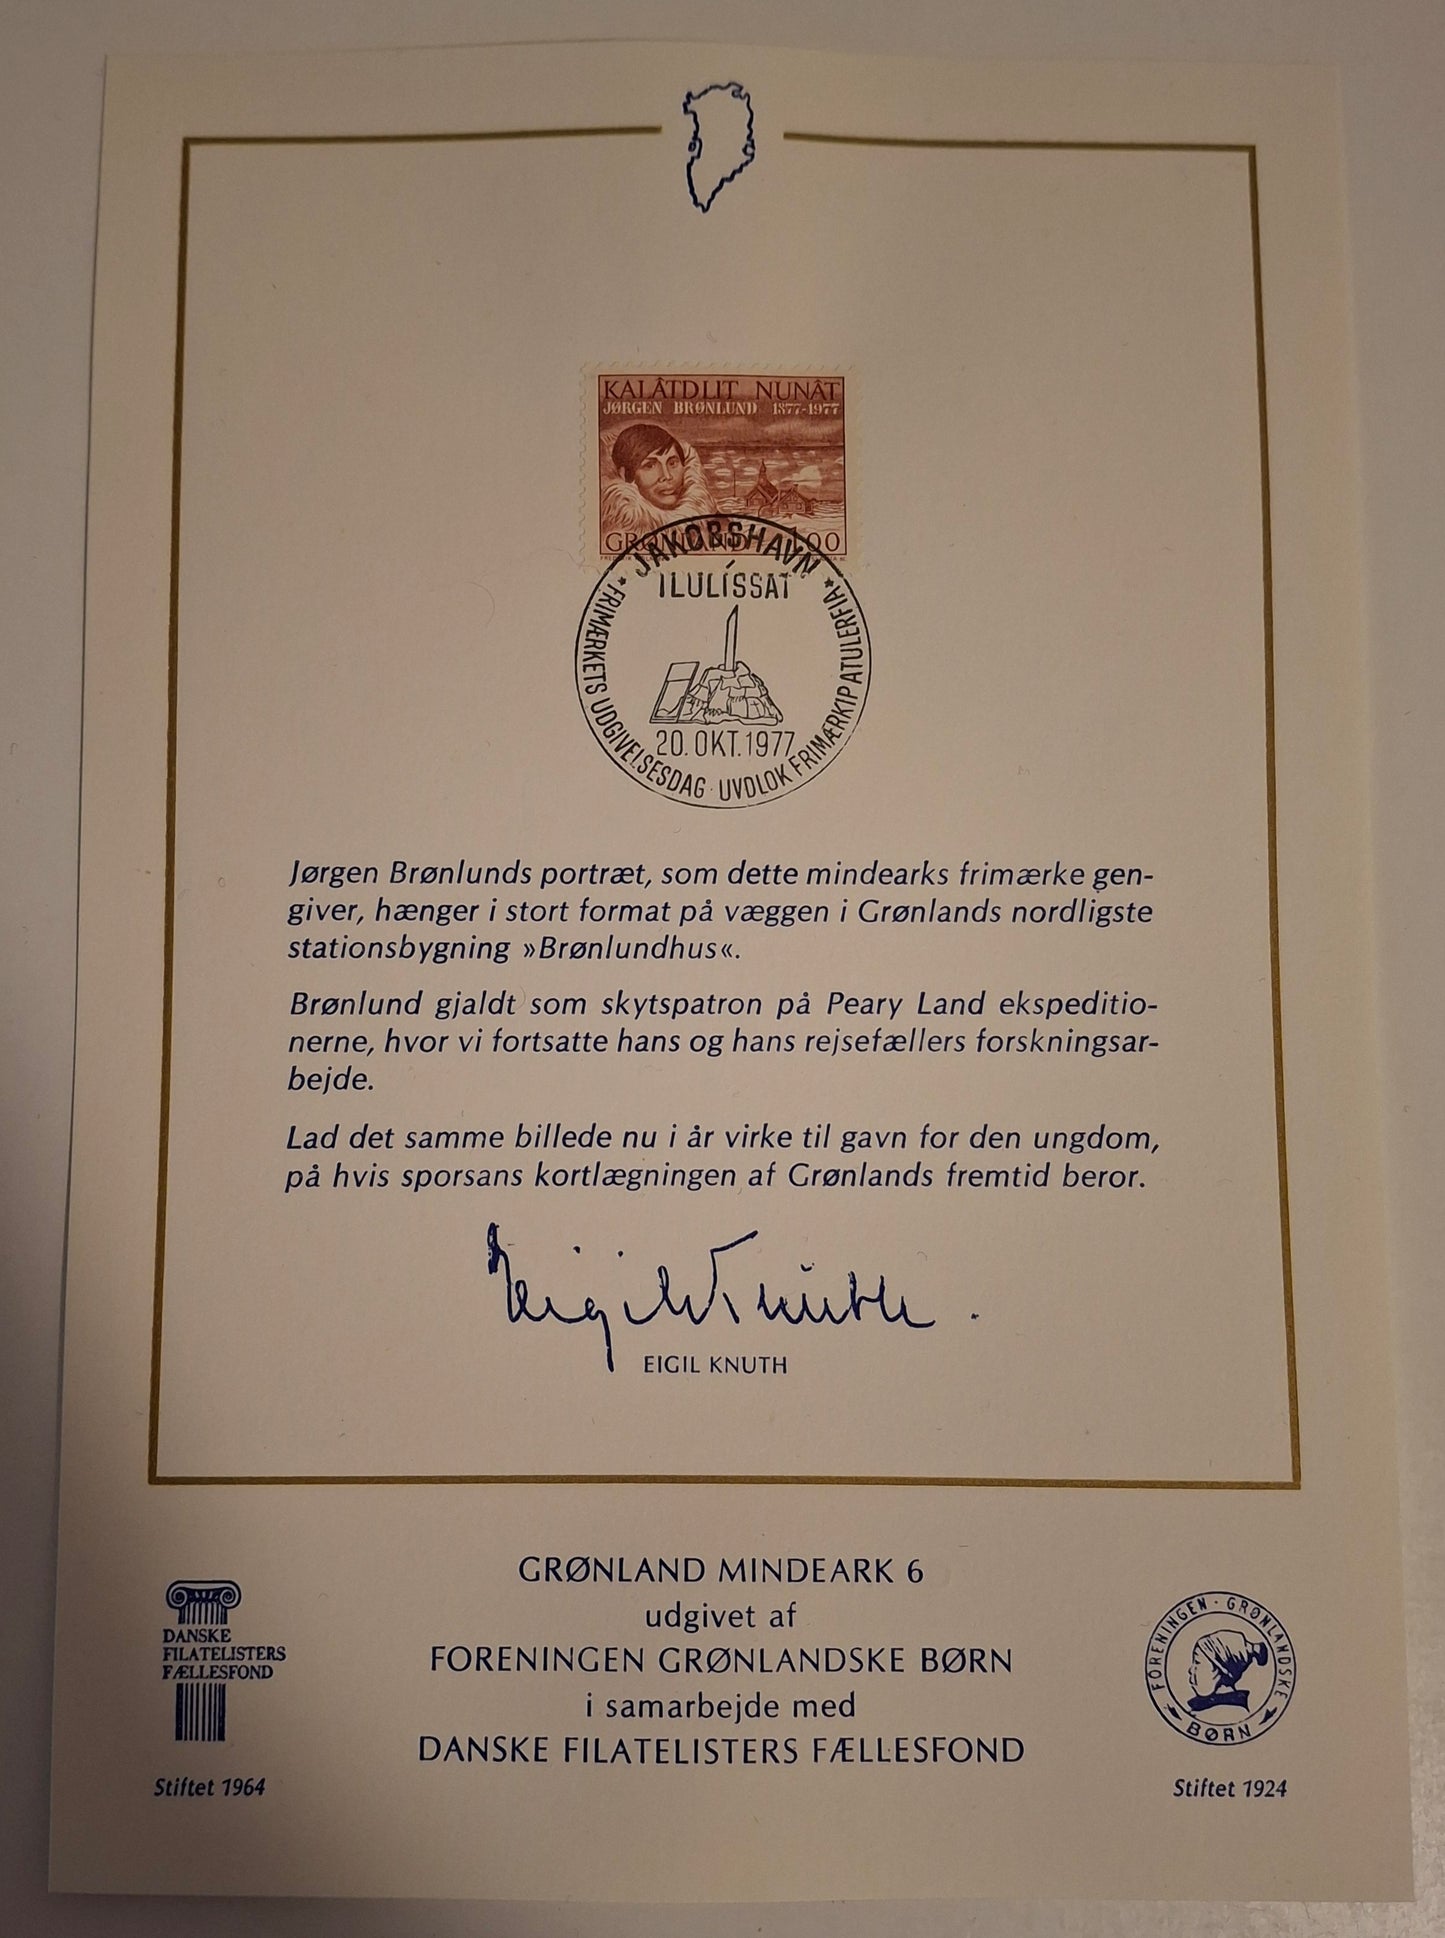 KALÂTDLIT NUNÂT
JØRGEN BRØNLUND 1877-1977
GRØNLAND 100
JAKOBSHAVN
ILULÍSSAT
20. OKT. 1977
FRIMÆRKETS UDGIVELSESDAG · UVDLOK FRIMÆRKIP ATULERFIA
Jørgen Brønlunds portræt, som dette mindearks frimærke gen-
giver, hænger i stort format på væggen i Grønlands nordligste
stationsbygning »Brønlundhus«.
Brønlund gjaldt som skytspatron på Peary Land ekspeditio-
nerne, hvor vi fortsatte hans og hans rejsefællers forskningsar-
bejde.
Lad det samme billede nu i år virke til gavn for den ungdom,
på hvis sporsans kortlægningen af Grønlands fremtid beror.
Eigil Knuth.
EIGIL KNUTH
GRØNLAND MINDEARK 6
udgivet af
FORENINGEN GRØNLANDSKE BØRN
i samarbejde med
DANSKE FILATELISTERS FÆLLESFOND
DANSKE
FILATELISTERS
FÆLLESFOND
Stiftet 1964
FORENINGEN · GRØNLANDSKE
BØRN
Stiftet 1924